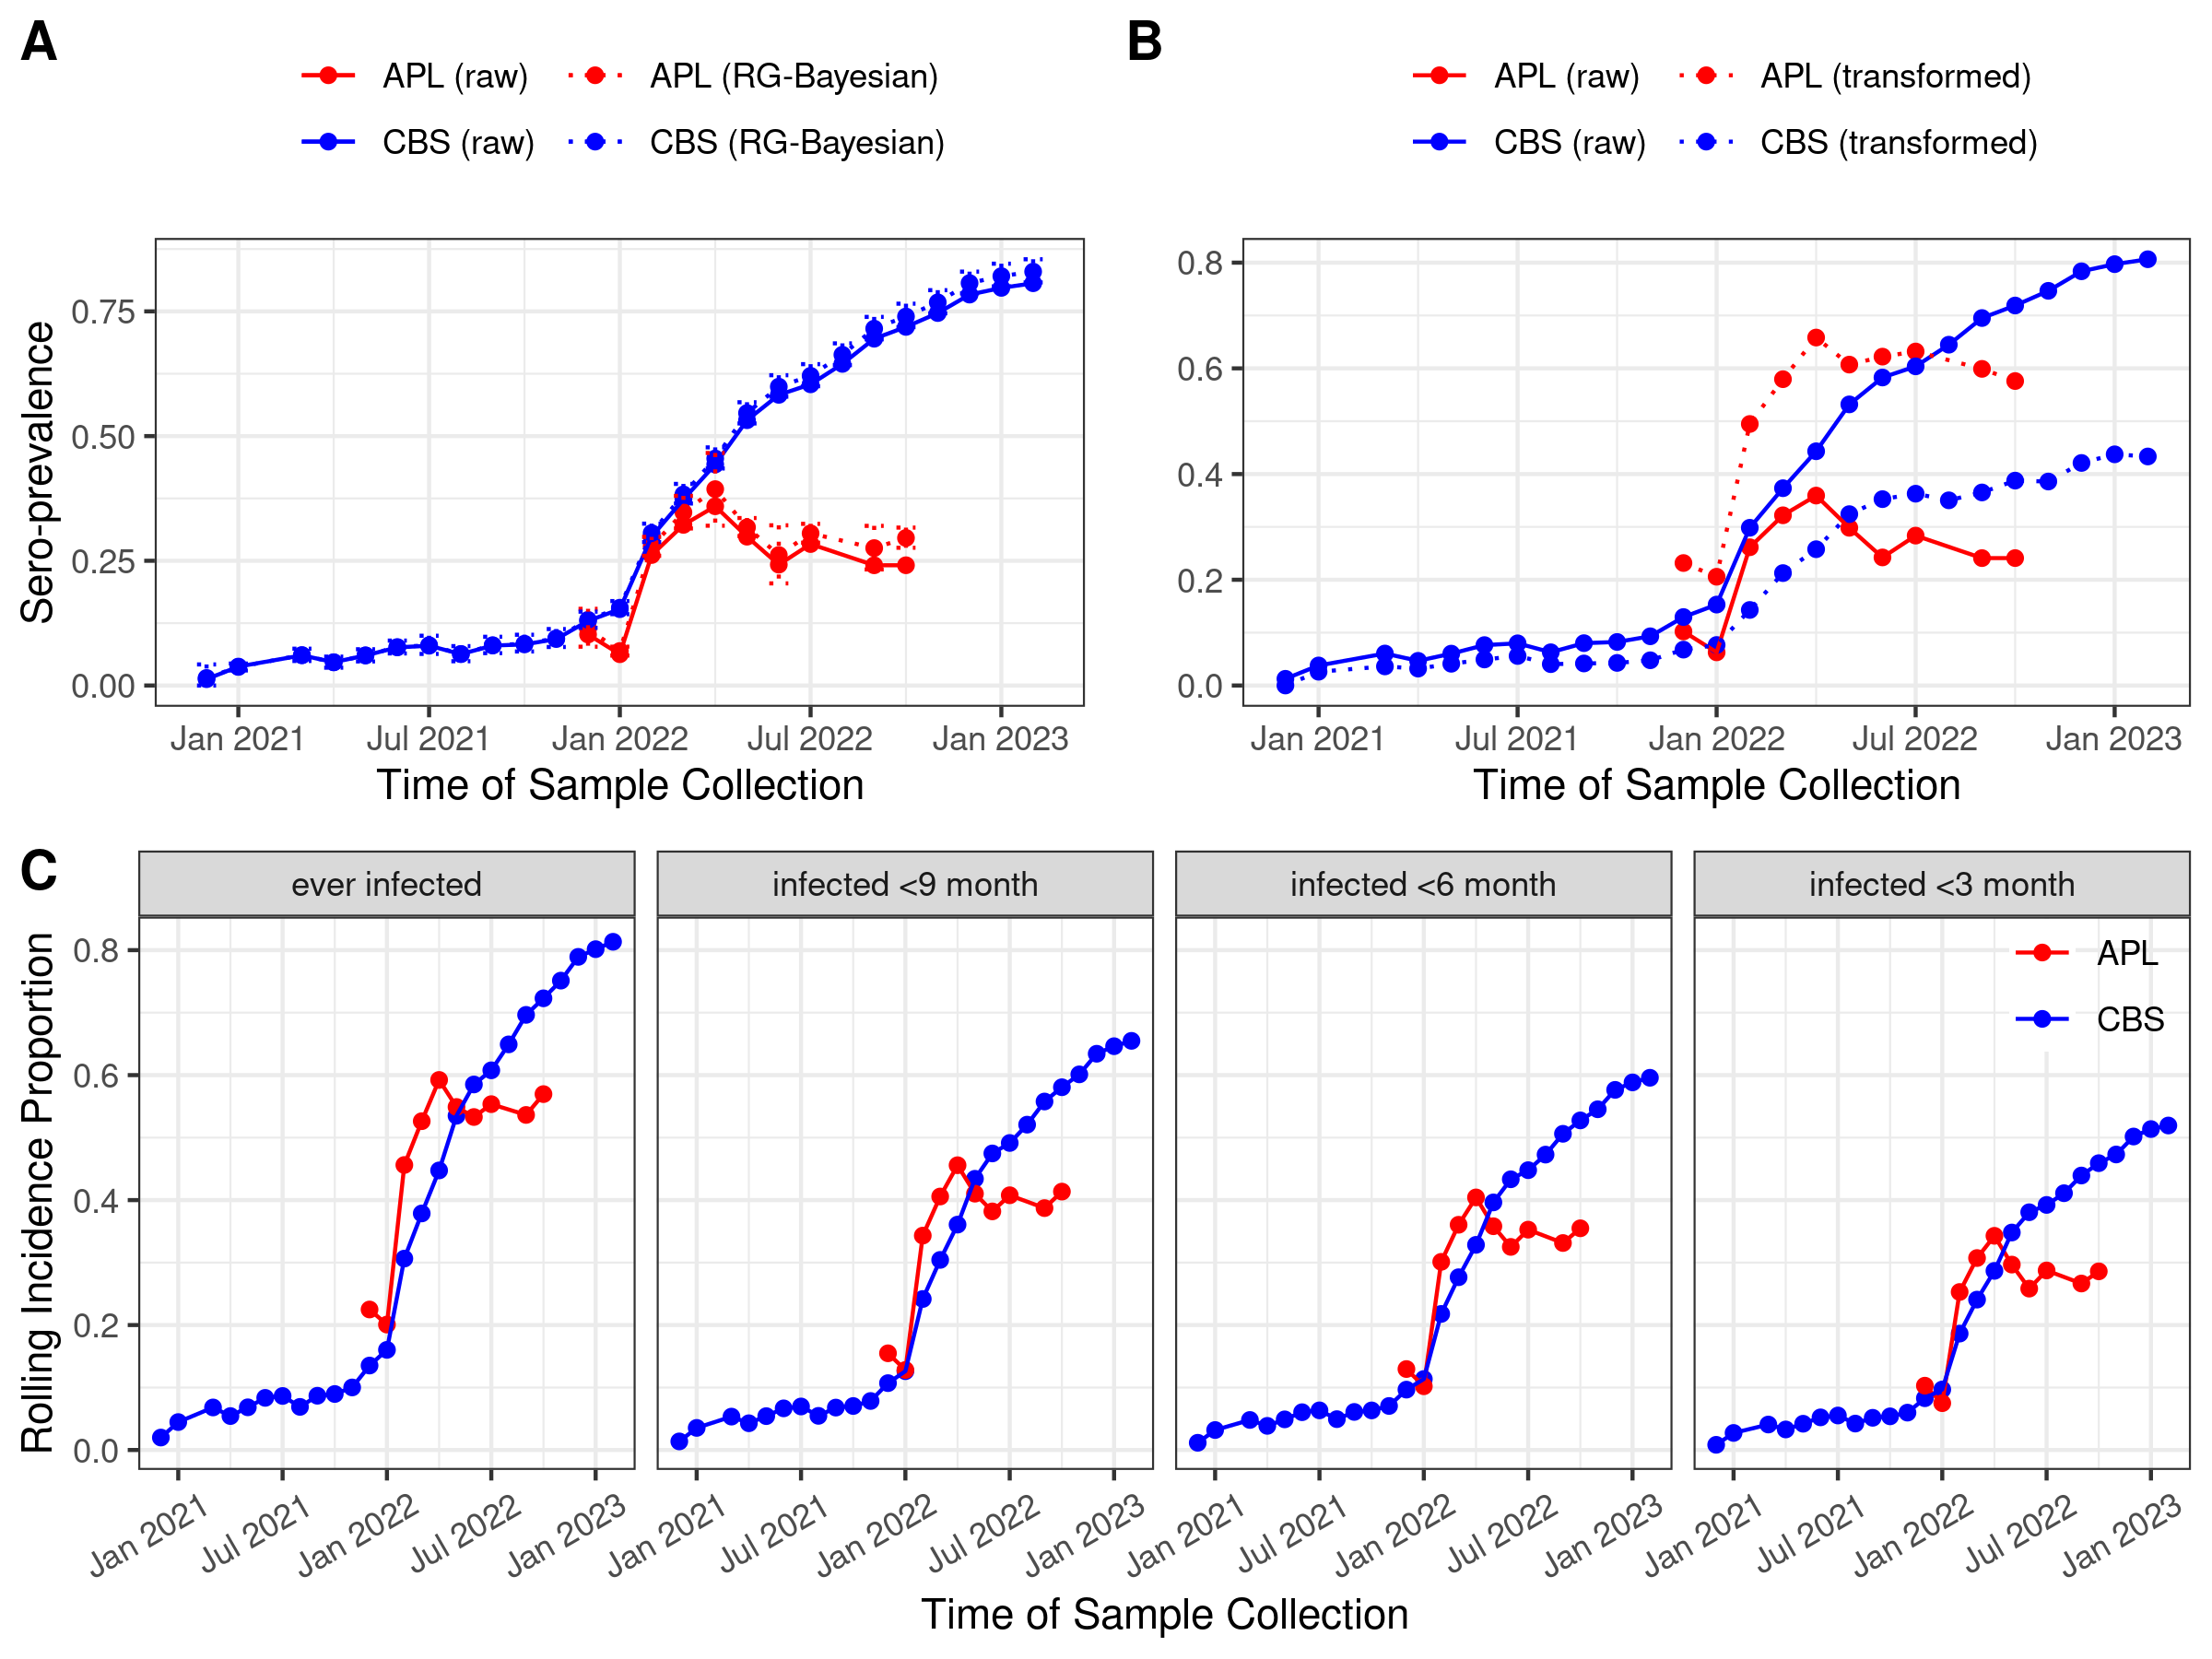 A
APL (raw)
APL (RG-Bayesian)
CBS (raw)
CBS (RG-Bayesian)
Sero-prevalence
0.75
0.50
0.25
0.00
Jan 2021
Jul 2021
Jan 2022
Jul 2022
Jan 2023
Time of Sample Collection
B
APL (raw)
APL (transformed)
CBS (raw)
CBS (transformed)
0.8
0.6
0.4
0.2
0.0
Jan 2021
Jul 2021
Jan 2022
Jul 2022
Jan 2023
Time of Sample Collection
C
ever infected
infected <9 month
infected <6 month
infected <3 month
APL
CBS
Rolling Incidence Proportion
0.8
0.6
0.4
0.2
0.0
Jan 2021
Jul 2021
Jan 2022
Jul 2022
Jan 2023
Jan 2021
Jul 2021
Jan 2022
Jul 2022
Jan 2023
Jan 2021
Jul 2021
Jan 2022
Jul 2022
Jan 2023
Jan 2021
Jul 2021
Jan 2022
Jul 2022
Jan 2023
Time of Sample Collection